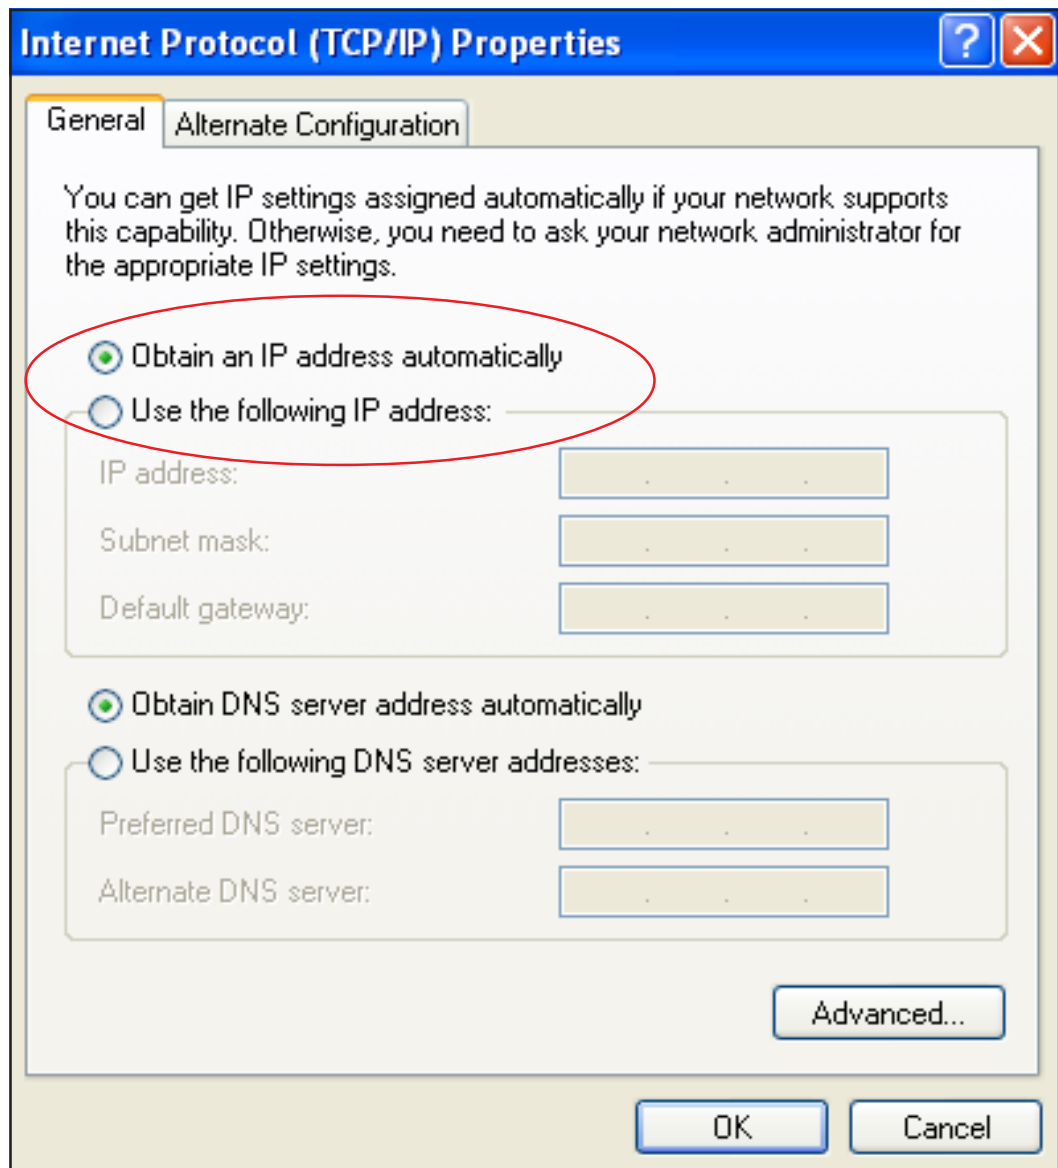 Internet Protocol (TCP/IP) Properties
General
Alternate Configuration
You can get IP settings assigned automatically if your network supports
this capability. Otherwise, you need to ask your network administrator for
the appropriate IP settings.
Obtain an IP address automatically
Use the following IP address:
IP address:
Subnet mask:
Default gateway:
Obtain DNS server address automatically
Use the following DNS server addresses:
Preferred DNS server:
Alternate DNS server:
Advanced...
OK
Cancel